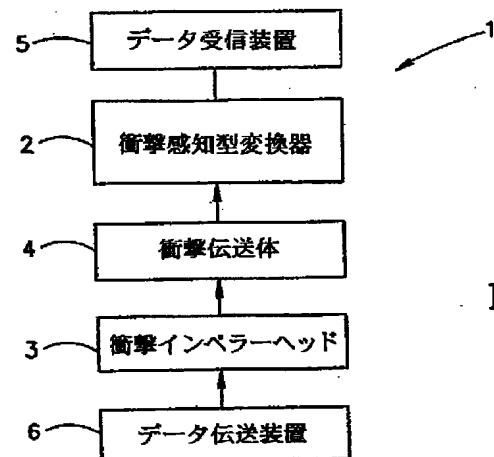 5 データ受信装置
1
2 衝撃感知型変換器
4 衝撃伝送体
3 衝撃インペラーヘッド
6 データ伝送装置